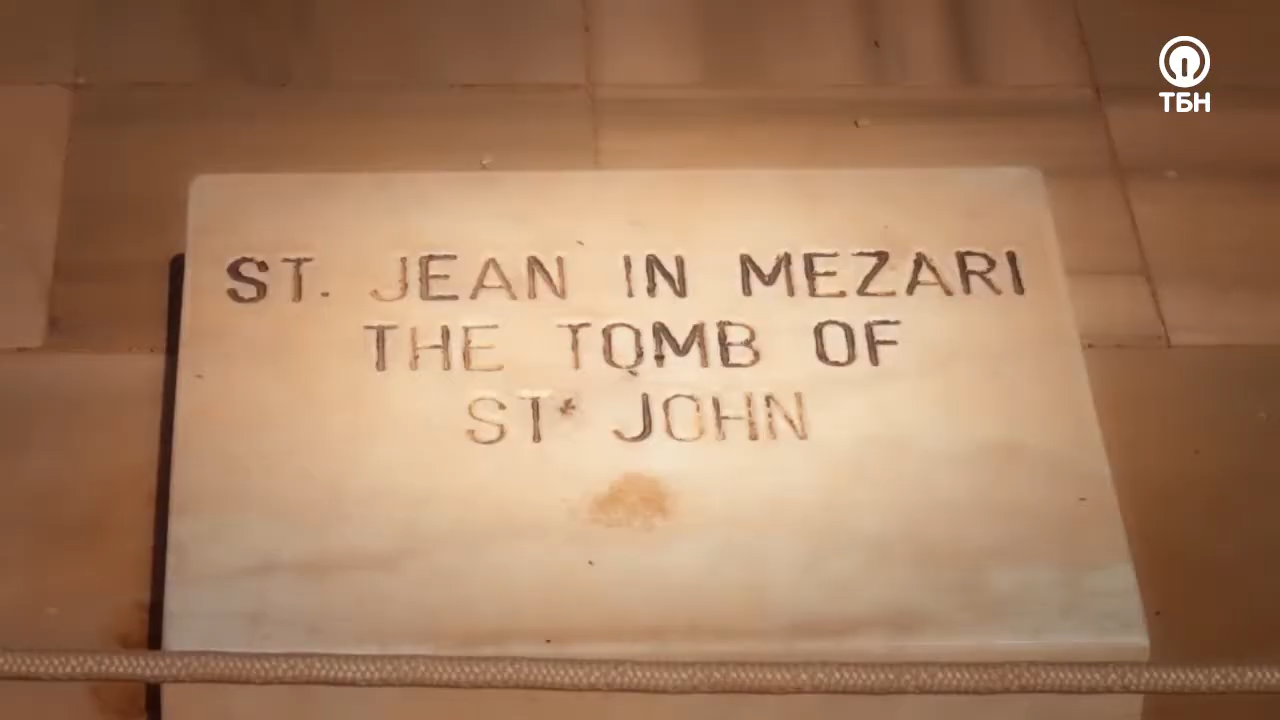 ТБН
ST. JEAN IN MEZARI
THE TOMB OF
ST. JOHN